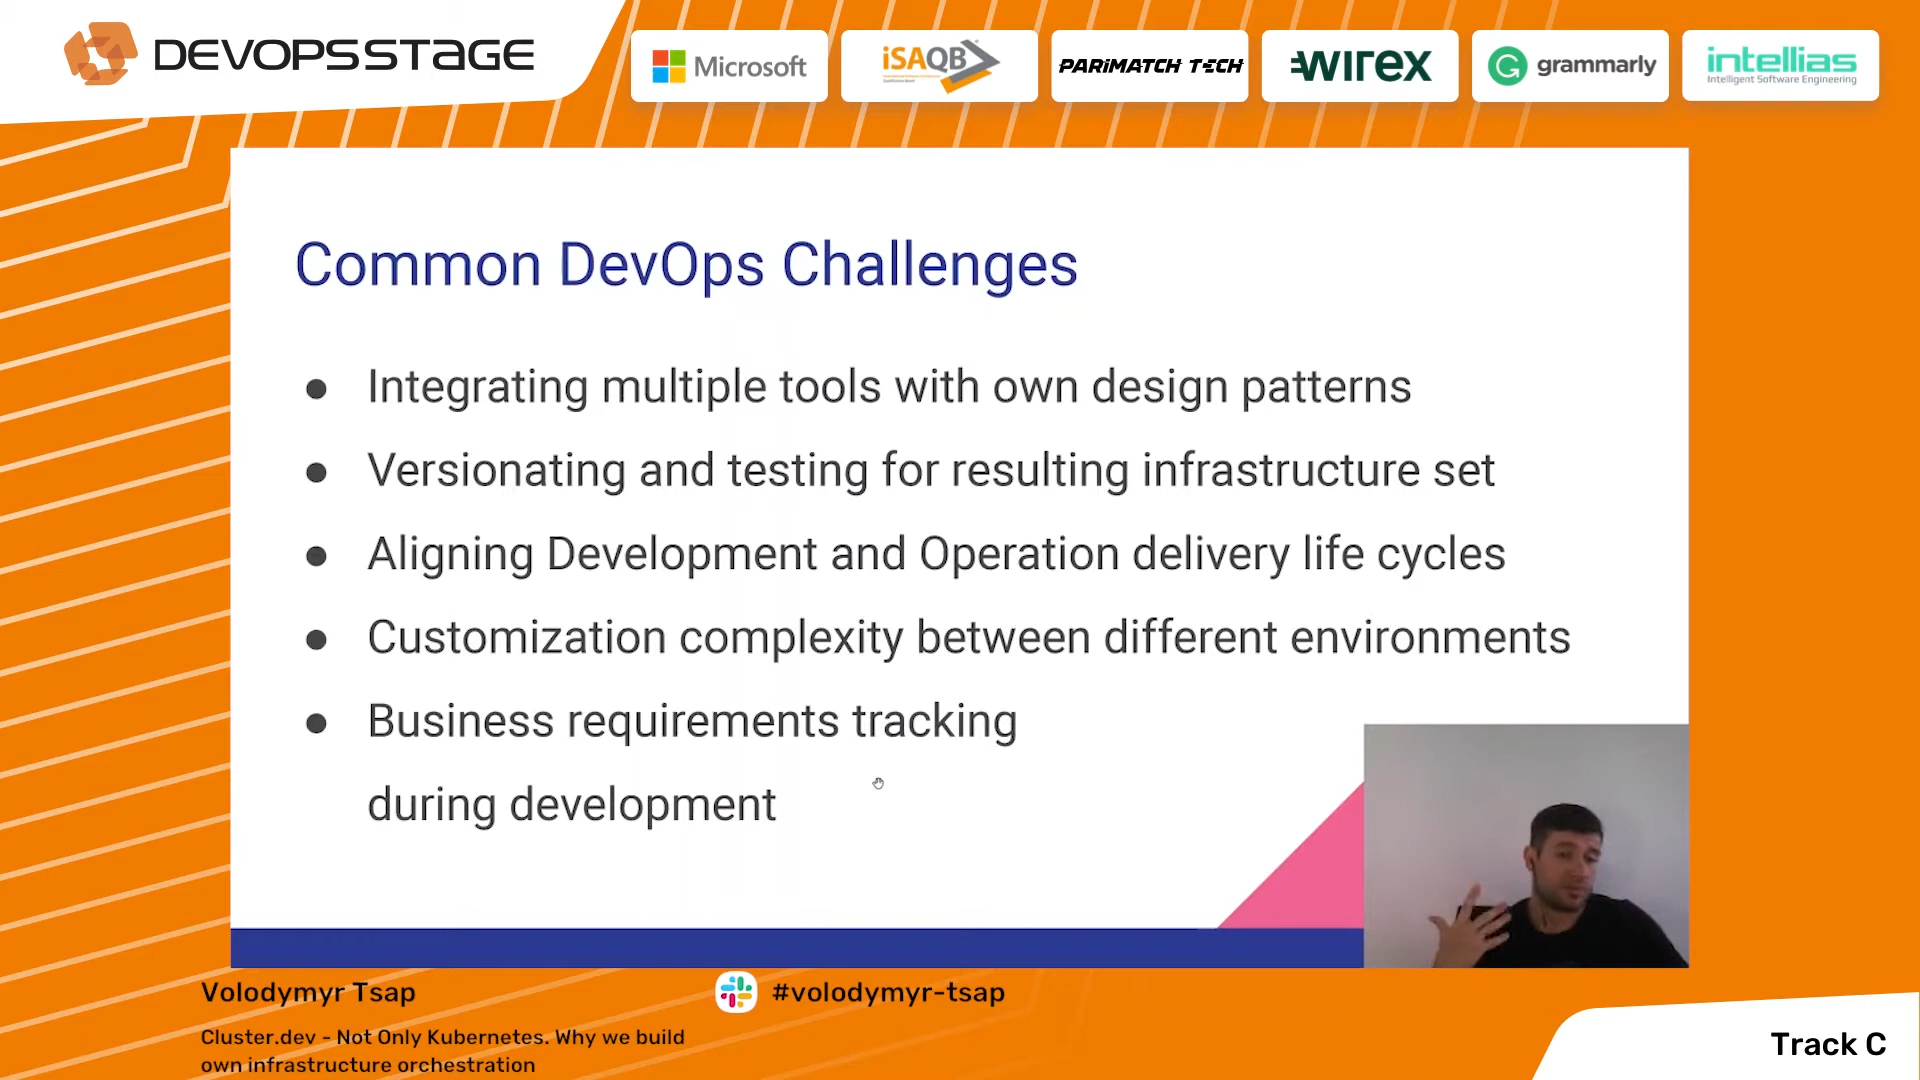 DEVOPSSTAGE
Microsoft
iSAQB
PARIMATCH TECH
wirex
grammarly
intellias
Intelligent Software Engineering
Common DevOps Challenges
● Integrating multiple tools with own design patterns
● Versionating and testing for resulting infrastructure set
● Aligning Development and Operation delivery life cycles
● Customization complexity between different environments
● Business requirements tracking
during development
Volodymyr Tsap
#volodymyr-tsap
Cluster.dev - Not Only Kubernetes. Why we build
own infrastructure orchestration
Track C